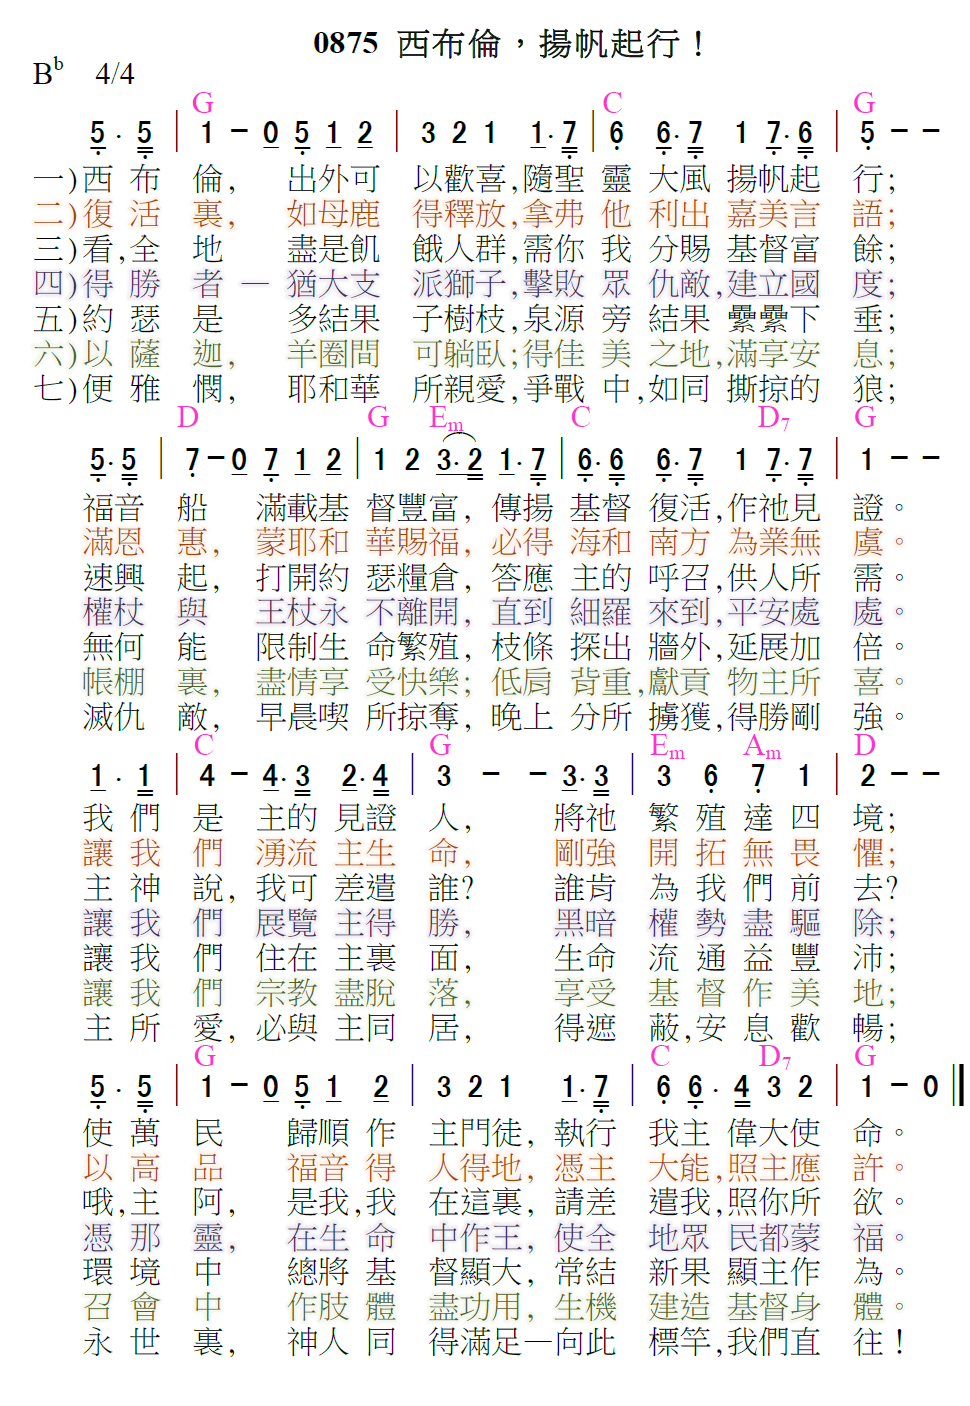 0875 西布倫，揚帆起行！
B♭ 4/4
G C G
5· 5 | 1 - 0 5 1 2 | 3 2 1 1·7 | 6 6·7 1 7·6 | 5 - -
一)西布倫, 出外可以歡喜,隨聖靈大風揚帆起行;
二)復活裏, 如母鹿得釋放,拿弗他利出嘉美言語;
三)看,全地盡是飢餓人群,需你我分賜基督富餘;
四)得勝者—猶大支派獅子,擊敗眾仇敵,建立國度;
五)約瑟是多結果子樹枝,泉源旁結果纍纍下垂;
六)以薩迦, 羊圈間可躺臥;得佳美之地,滿享安息;
七)便雅憫, 耶和華所親愛,爭戰中,如同撕掠的狼;
D G Em C D7 G
5·5 | 7 - 0 7 1 2 | 1 2 3·2 1·7 | 6·6 6·7 1 7·7 | 1 - -
福音船滿載基督豐富, 傳揚基督復活,作祂見證。
滿恩惠, 蒙耶和華賜福, 必得海和南方為業無虞。
速興起, 打開約瑟糧倉, 答應主的呼召,供人所需。
權杖與王杖永不離開, 直到細羅來到,平安處處。
無何能限制生命繁殖, 枝條探出牆外,延展加倍。
帳棚裏, 盡情享受快樂; 低肩背重,獻貢物主所喜。
滅仇敵, 早晨喫所掠奪, 晚上分所擄獲,得勝剛強。
C G Em Am D
1· 1 | 4 - 4·3 2·4 | 3 - - 3·3 | 3 6 7 1 | 2 - -
我們是主的見證人, 將祂繁殖達四境;
讓我們湧流主生命, 剛強開拓無畏懼;
主神說,我可差遣誰? 誰肯為我們前去?
讓我們展覽主得勝, 黑暗權勢盡驅除;
讓我們住在主裏面, 生命流通益豐沛;
讓我們宗教盡脫落, 享受基督作美地;
主所愛,必與主同居, 得遮蔽,安息歡暢;
G C D7 G
5· 5 | 1 - 0 5 1 2 | 3 2 1 1·7 | 6 6·4 3 2 | 1 - 0 ‖
使萬民歸順作主門徒, 執行我主偉大使命。
以高品福音得人得地, 憑主大能,照主應許。
哦,主阿, 是我,我在這裏, 請差遣我,照你所欲。
憑那靈, 在生命中作王, 使全地眾民都蒙福。
環境中總將基督顯大, 常結新果顯主作為。
召會中作肢體盡功用, 生機建造基督身體。
永世裏, 神人同得滿足—向此標竿,我們直往！